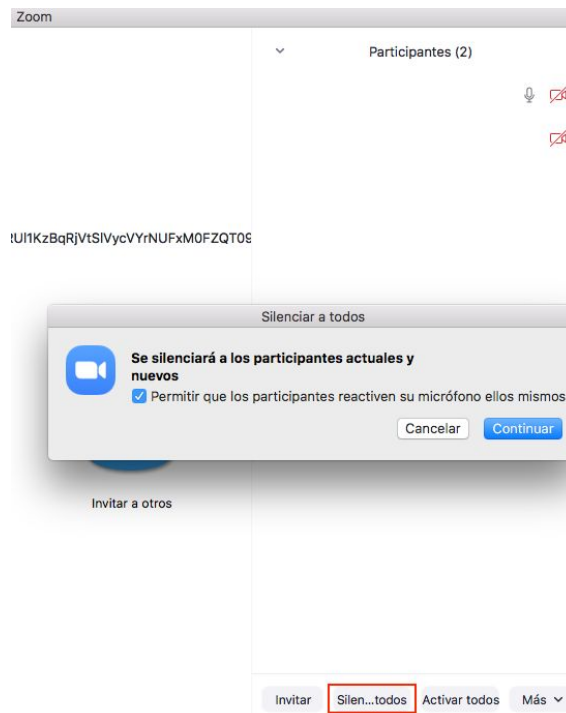 Zoom
Participantes (2)
Silenciar a todos
Se silenciará a los participantes actuales y
nuevos
Permitir que los participantes reactiven su micrófono ellos mismos
Cancelar
Continuar
Invitar a otros
Invitar
Silen...todos
Activar todos
Más